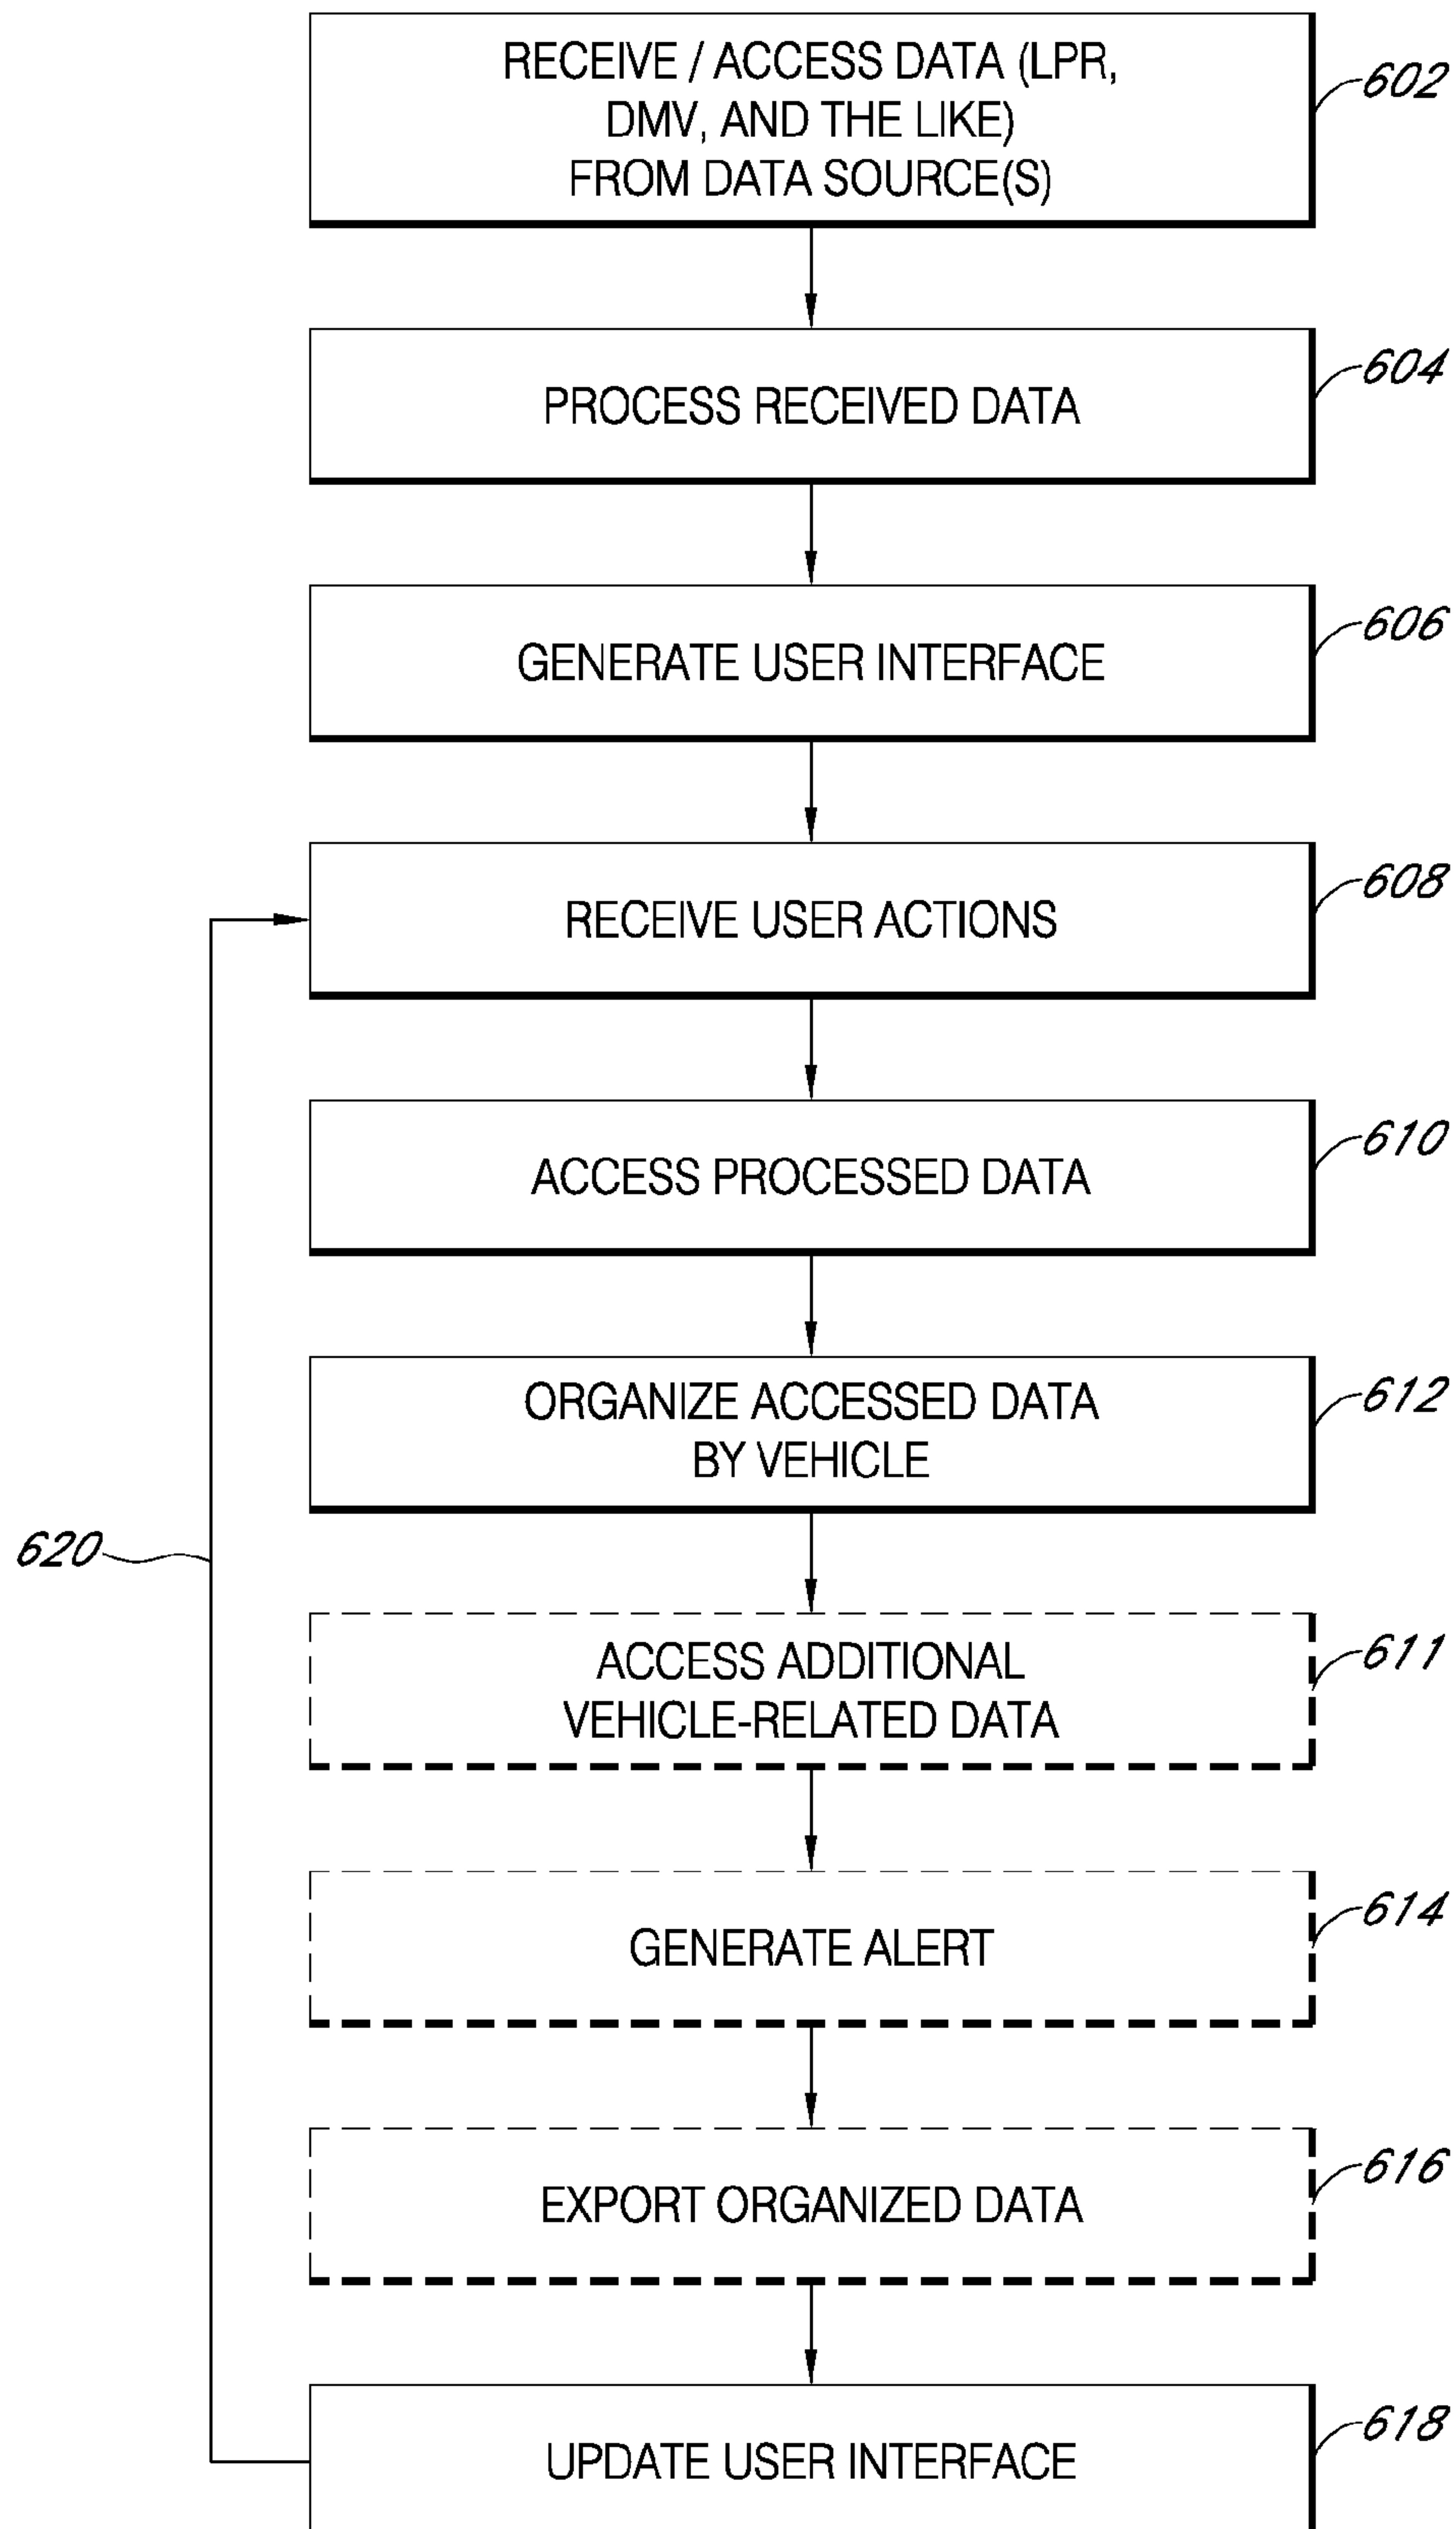 RECEIVE / ACCESS DATA (LPR,
DMV, AND THE LIKE)
FROM DATA SOURCE(S)
602
PROCESS RECEIVED DATA
604
GENERATE USER INTERFACE
606
RECEIVE USER ACTIONS
608
ACCESS PROCESSED DATA
610
ORGANIZE ACCESSED DATA
BY VEHICLE
612
620
ACCESS ADDITIONAL
VEHICLE-RELATED DATA
611
GENERATE ALERT
614
EXPORT ORGANIZED DATA
616
UPDATE USER INTERFACE
618